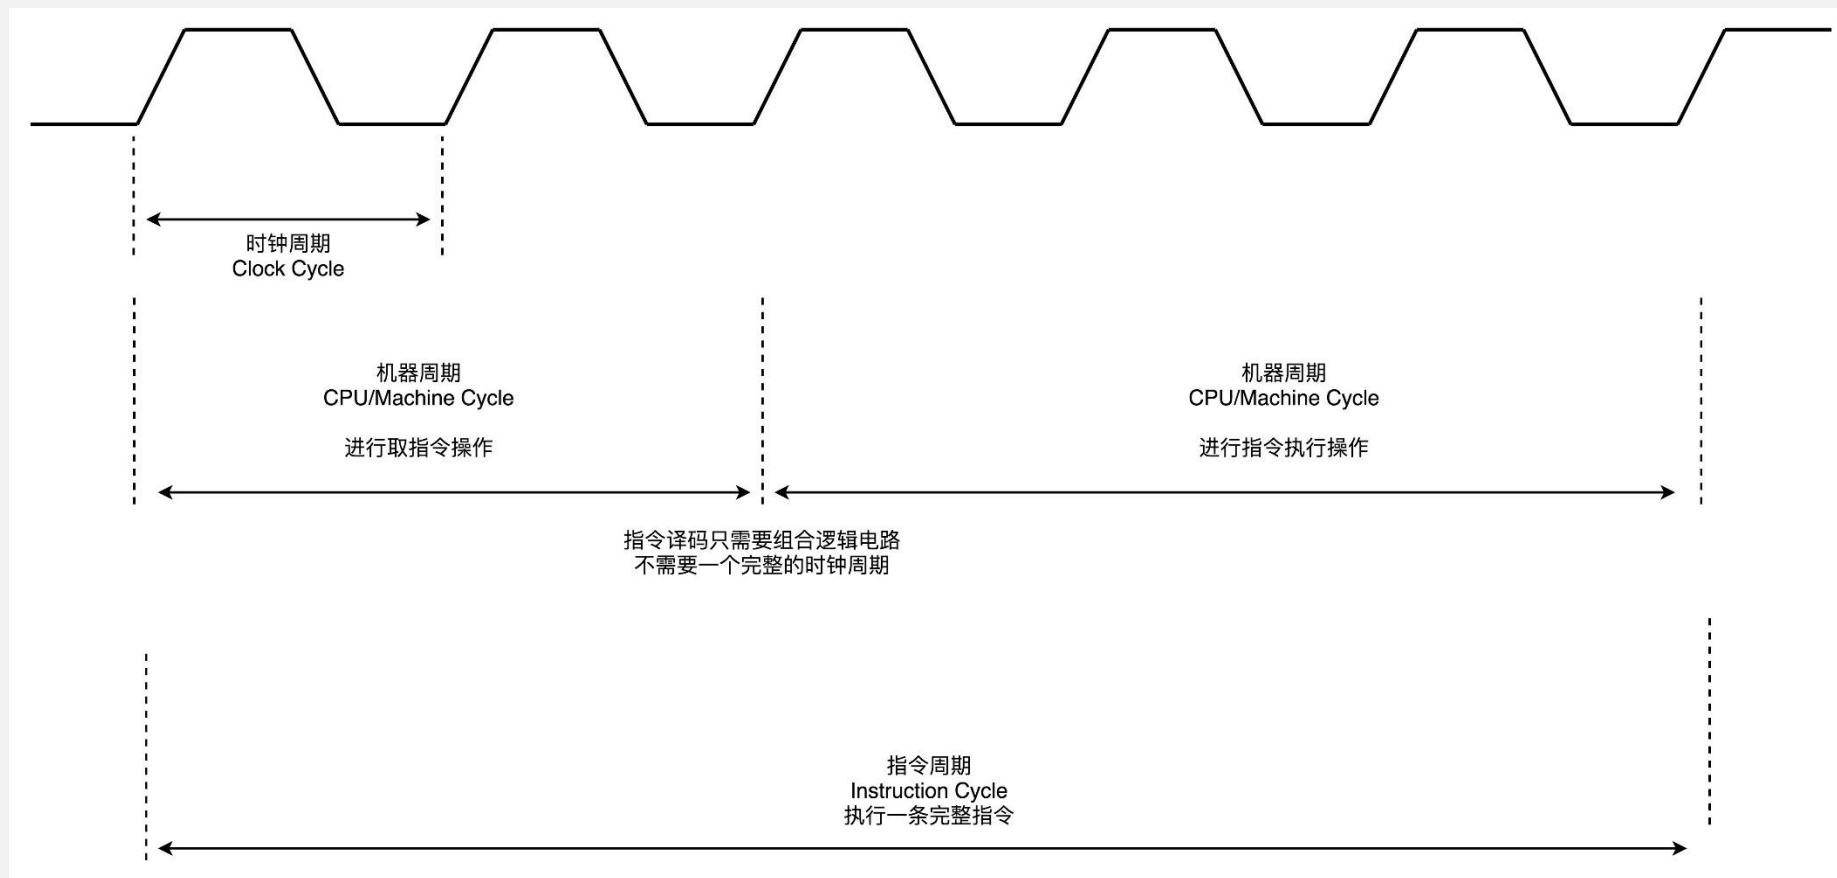 时钟周期
Clock Cycle
机器周期
CPU/Machine Cycle
进行取指令操作
机器周期
CPU/Machine Cycle
进行指令执行操作
指令译码只需要组合逻辑电路
不需要一个完整的时钟周期
指令周期
Instruction Cycle
执行一条完整指令